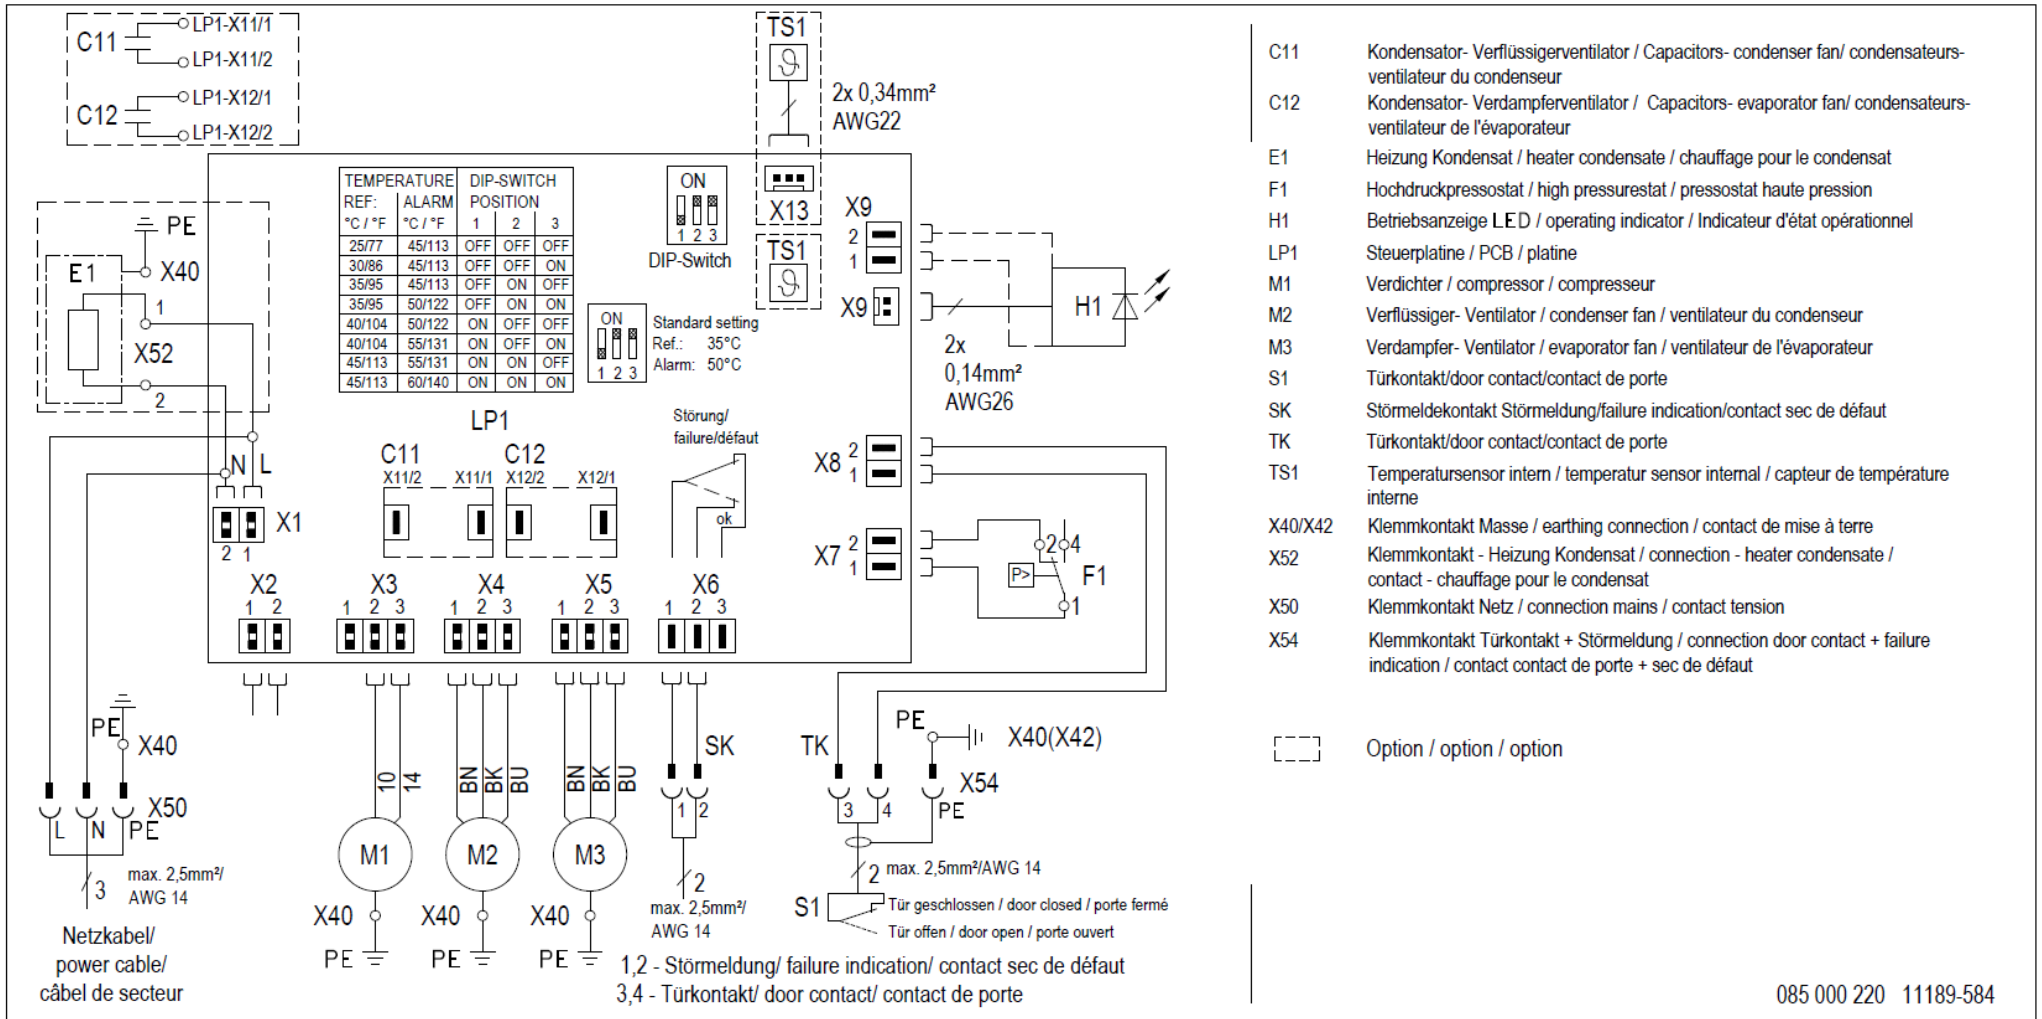 C11
LP1-X11/1
LP1-X11/2
C12
LP1-X12/1
LP1-X12/2
TS1
2x 0,34mm²
AWG22
TEMPERATURE DIP-SWITCH
REF: ALARM POSITION
°C / °F °C / °F 1 2 3
25/77 45/113 OFF OFF OFF
30/86 45/113 OFF OFF ON
35/95 45/113 OFF ON OFF
35/95 50/122 OFF ON ON
40/104 50/122 ON OFF OFF
40/104 55/131 ON OFF ON
45/113 55/131 ON ON OFF
45/113 60/140 ON ON ON
ON
1 2 3
DIP-Switch
X13
TS1
ON
1 2 3
Standard setting
Ref.: 35°C
Alarm: 50°C
X9
2
1
X9
H1
2x
0,14mm²
AWG26
PE
X40
E1
1
X52
2
N L
X1
2 1
LP1
C11
X11/2 X11/1
C12
X12/2 X12/1
Störung/
failure/défaut
ok
X8
2
1
X7
2
1
2 4
P>
F1
1
X2
1 2
X3
1 2 3
X4
1 2 3
X5
1 2 3
X6
1 2 3
PE
X40
X50
L N PE
3
max. 2,5mm²/
AWG 14
Netzkabel/
power cable/
câbel de secteur
10 14
BN BK BU
BN BK BU
M1 M2 M3
X40 X40 X40
PE PE PE
SK
1 2
2
max. 2,5mm²/
AWG 14
TK
PE
X40(X42)
X54
3 4
PE
2
max. 2,5mm²/AWG 14
S1
Tür geschlossen / door closed / porte fermé
Tür offen / door open / porte ouvert
1,2 - Störmeldung/ failure indication/ contact sec de défaut
3,4 - Türkontakt/ door contact/ contact de porte
C11 Kondensator- Verflüssigerventilator / Capacitors- condenser fan/ condensateurs-
ventilateur du condenseur
C12 Kondensator- Verdampferventilator / Capacitors- evaporator fan/ condensateurs-
ventilateur de l'évaporateur
E1 Heizung Kondensat / heater condensate / chauffage pour le condensat
F1 Hochdruckpressostat / high pressurestat / pressostat haute pression
H1 Betriebsanzeige LED / operating indicator / Indicateur d'état opérationnel
LP1 Steuerplatine / PCB / platine
M1 Verdichter / compressor / compresseur
M2 Verflüssiger- Ventilator / condenser fan / ventilateur du condenseur
M3 Verdampfer- Ventilator / evaporator fan / ventilateur de l'évaporateur
S1 Türkontakt/door contact/contact de porte
SK Störmeldekontakt Störmeldung/failure indication/contact sec de défaut
TK Türkontakt/door contact/contact de porte
TS1 Temperatursensor intern / temperatur sensor internal / capteur de température
interne
X40/X42 Klemmkontakt Masse / earthing connection / contact de mise à terre
X52 Klemmkontakt - Heizung Kondensat / connection - heater condensate /
contact - chauffage pour le condensat
X50 Klemmkontakt Netz / connection mains / contact tension
X54 Klemmkontakt Türkontakt + Störmeldung / connection door contact + failure
indication / contact contact de porte + sec de défaut
Option / option / option
085 000 220 11189-584